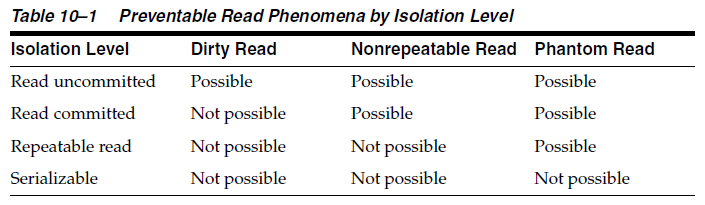 Table 10–1 Preventable Read Phenomena by Isolation Level
Isolation Level Dirty Read Nonrepeatable Read Phantom Read
Read uncommitted Possible Possible Possible
Read committed Not possible Possible Possible
Repeatable read Not possible Not possible Possible
Serializable Not possible Not possible Not possible